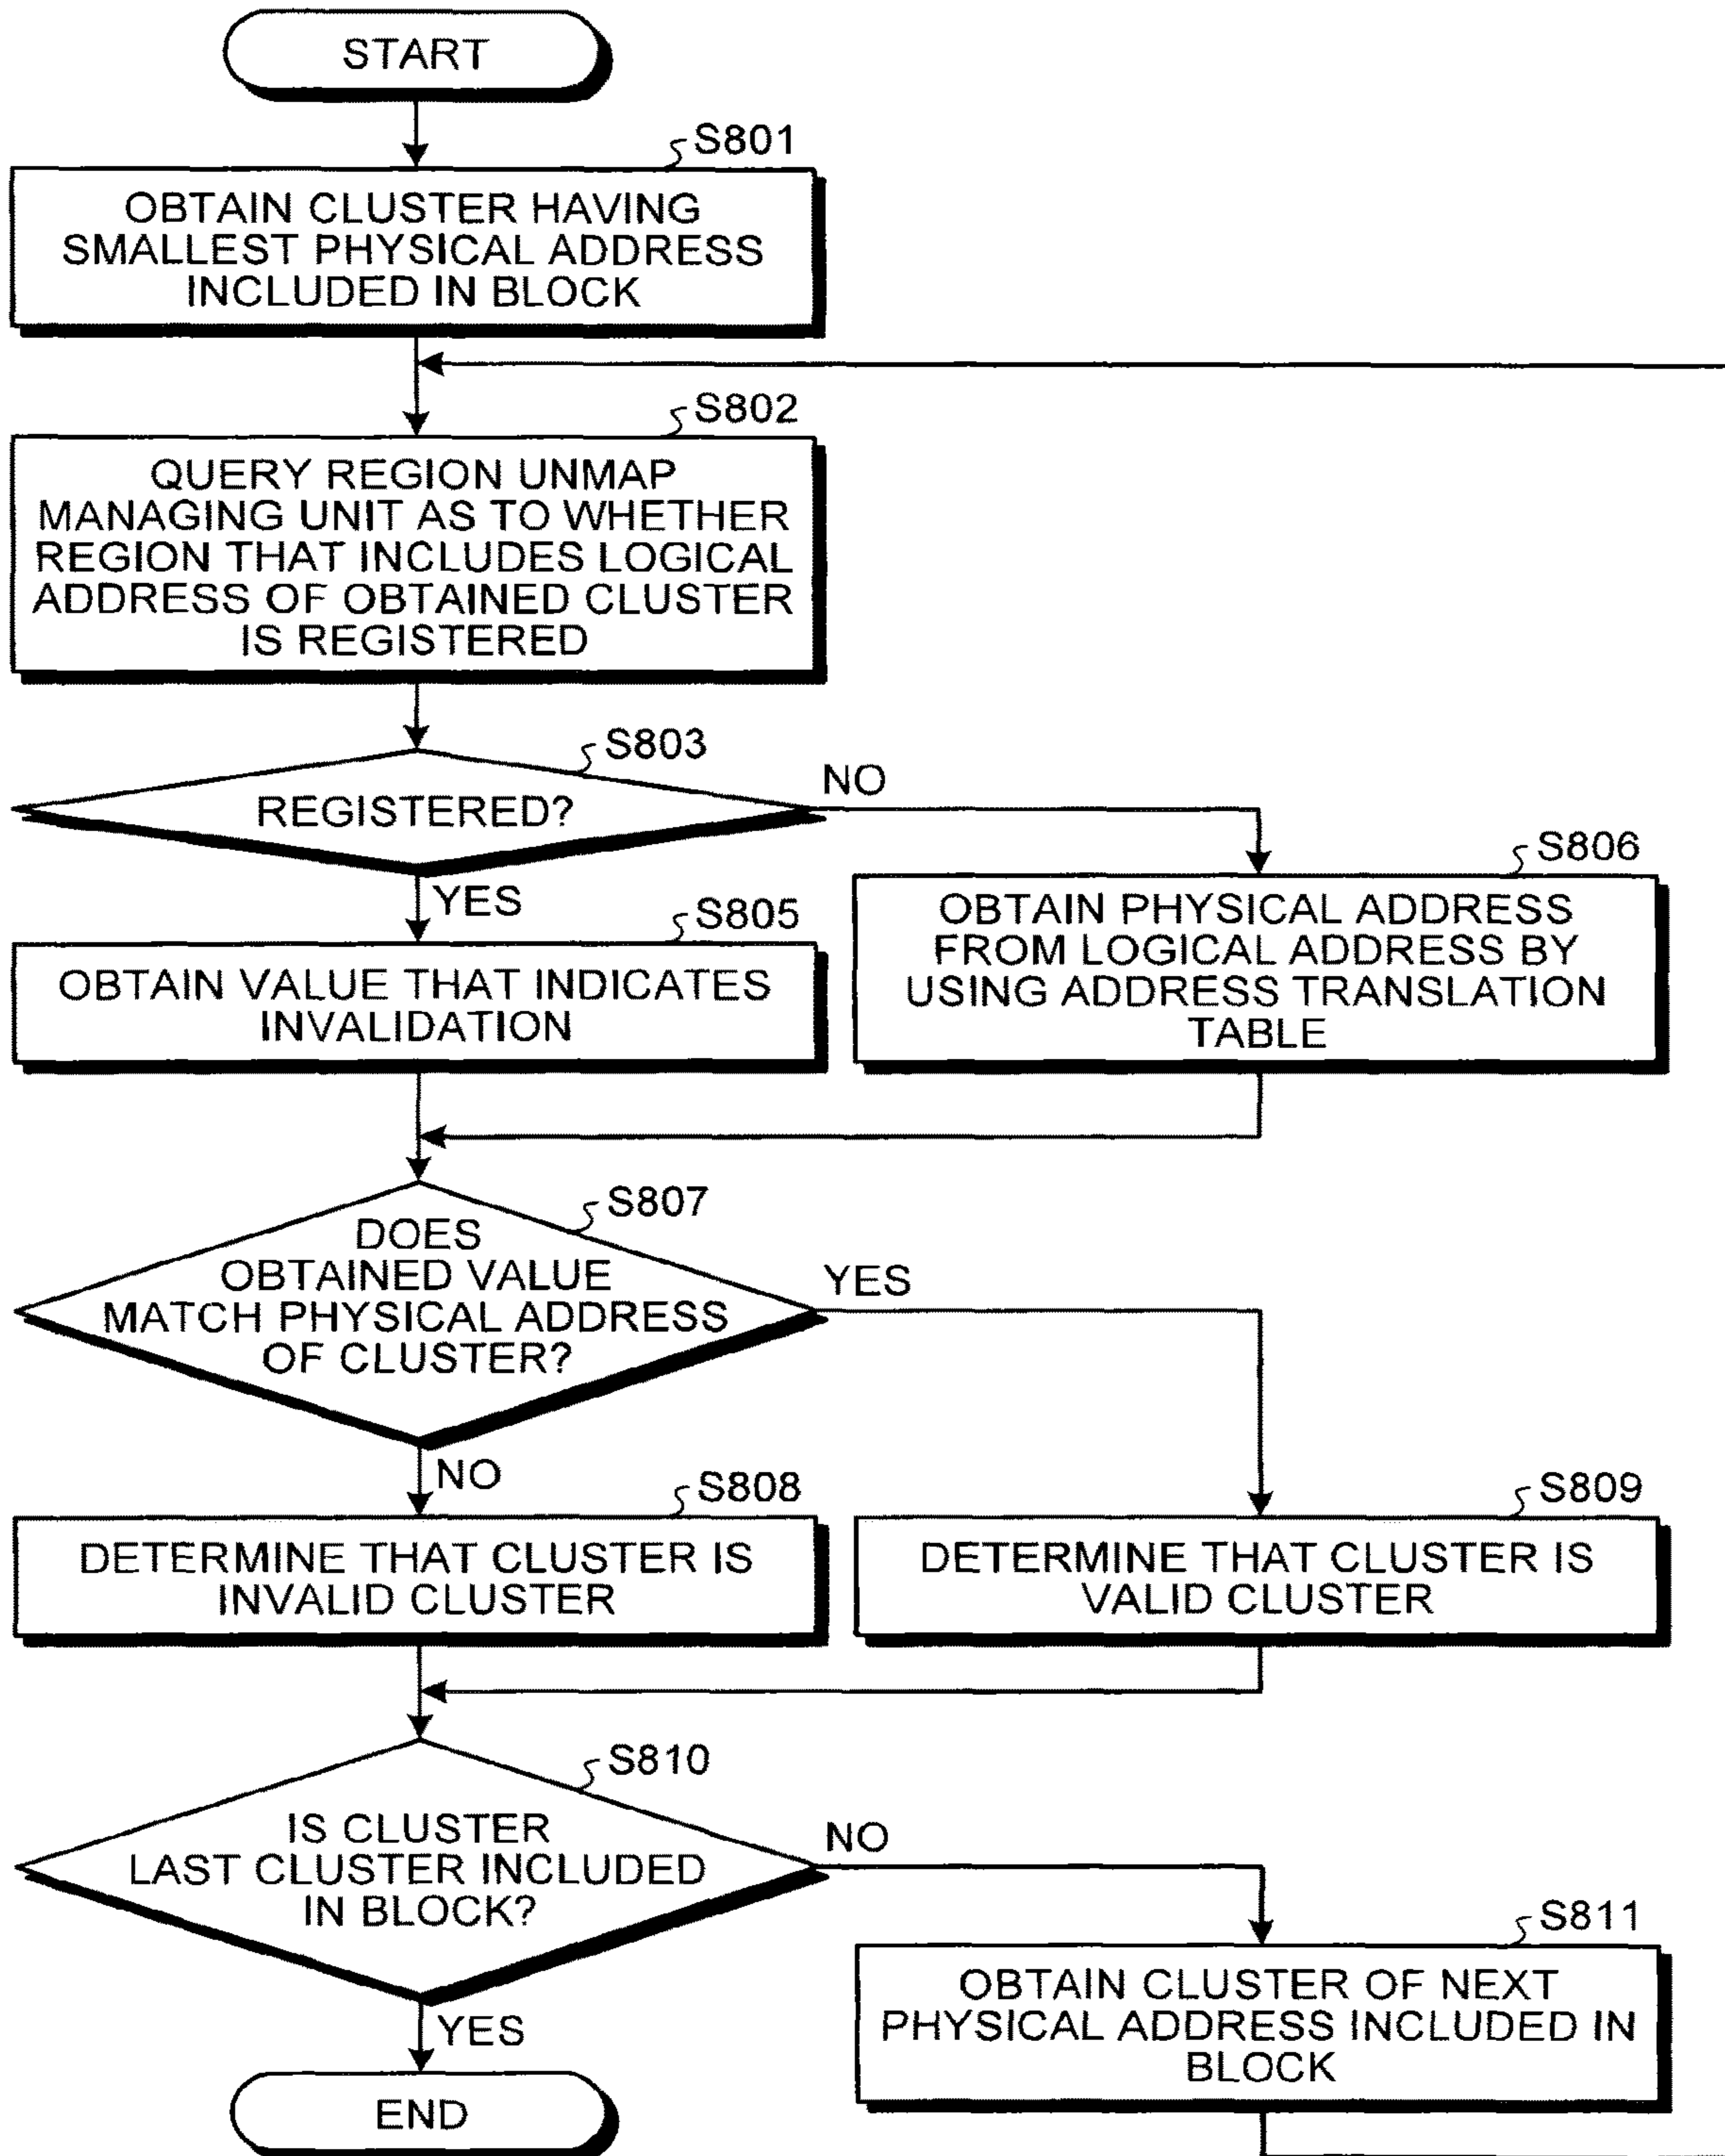 START
S801
OBTAIN CLUSTER HAVING
SMALLEST PHYSICAL ADDRESS
INCLUDED IN BLOCK
S802
QUERY REGION UNMAP
MANAGING UNIT AS TO WHETHER
REGION THAT INCLUDES LOGICAL
ADDRESS OF OBTAINED CLUSTER
IS REGISTERED
S803
REGISTERED?
NO
YES
S805
OBTAIN VALUE THAT INDICATES
INVALIDATION
S806
OBTAIN PHYSICAL ADDRESS
FROM LOGICAL ADDRESS BY
USING ADDRESS TRANSLATION
TABLE
S807
DOES
OBTAINED VALUE
MATCH PHYSICAL ADDRESS
OF CLUSTER?
YES
NO
S808
DETERMINE THAT CLUSTER IS
INVALID CLUSTER
S809
DETERMINE THAT CLUSTER IS
VALID CLUSTER
S810
IS CLUSTER
LAST CLUSTER INCLUDED
IN BLOCK?
NO
YES
S811
OBTAIN CLUSTER OF NEXT
PHYSICAL ADDRESS INCLUDED IN
BLOCK
END